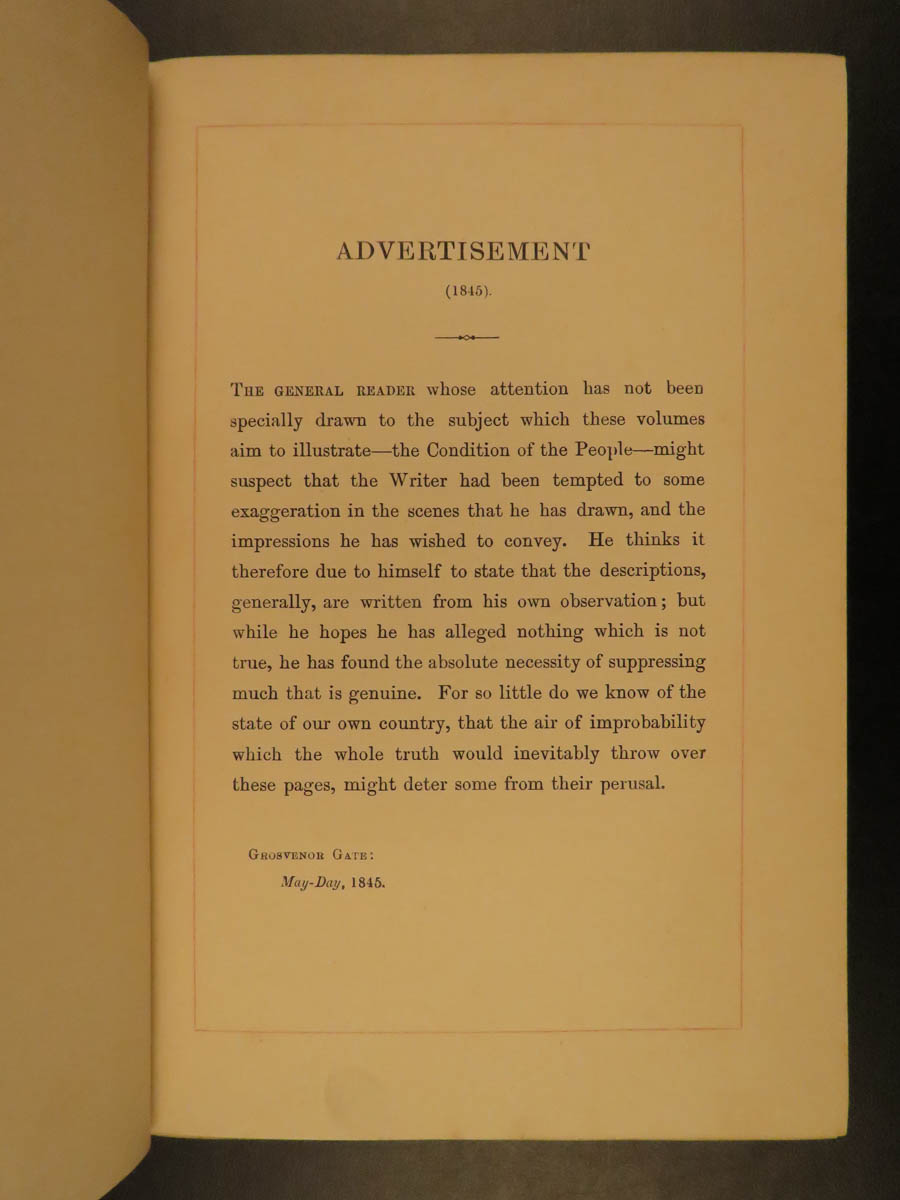 ADVERTISEMENT
(1845).
THE GENERAL READER whose attention has not been
specially drawn to the subject which these volumes
aim to illustrate—the Condition of the People—might
suspect that the Writer had been tempted to some
exaggeration in the scenes that he has drawn, and the
impressions he has wished to convey. He thinks it
therefore due to himself to state that the descriptions,
generally, are written from his own observation; but
while he hopes he has alleged nothing which is not
true, he has found the absolute necessity of suppressing
much that is genuine. For so little do we know of the
state of our own country, that the air of improbability
which the whole truth would inevitably throw over
these pages, might deter some from their perusal.
GROSVENOR GATE:
May-Day, 1845.